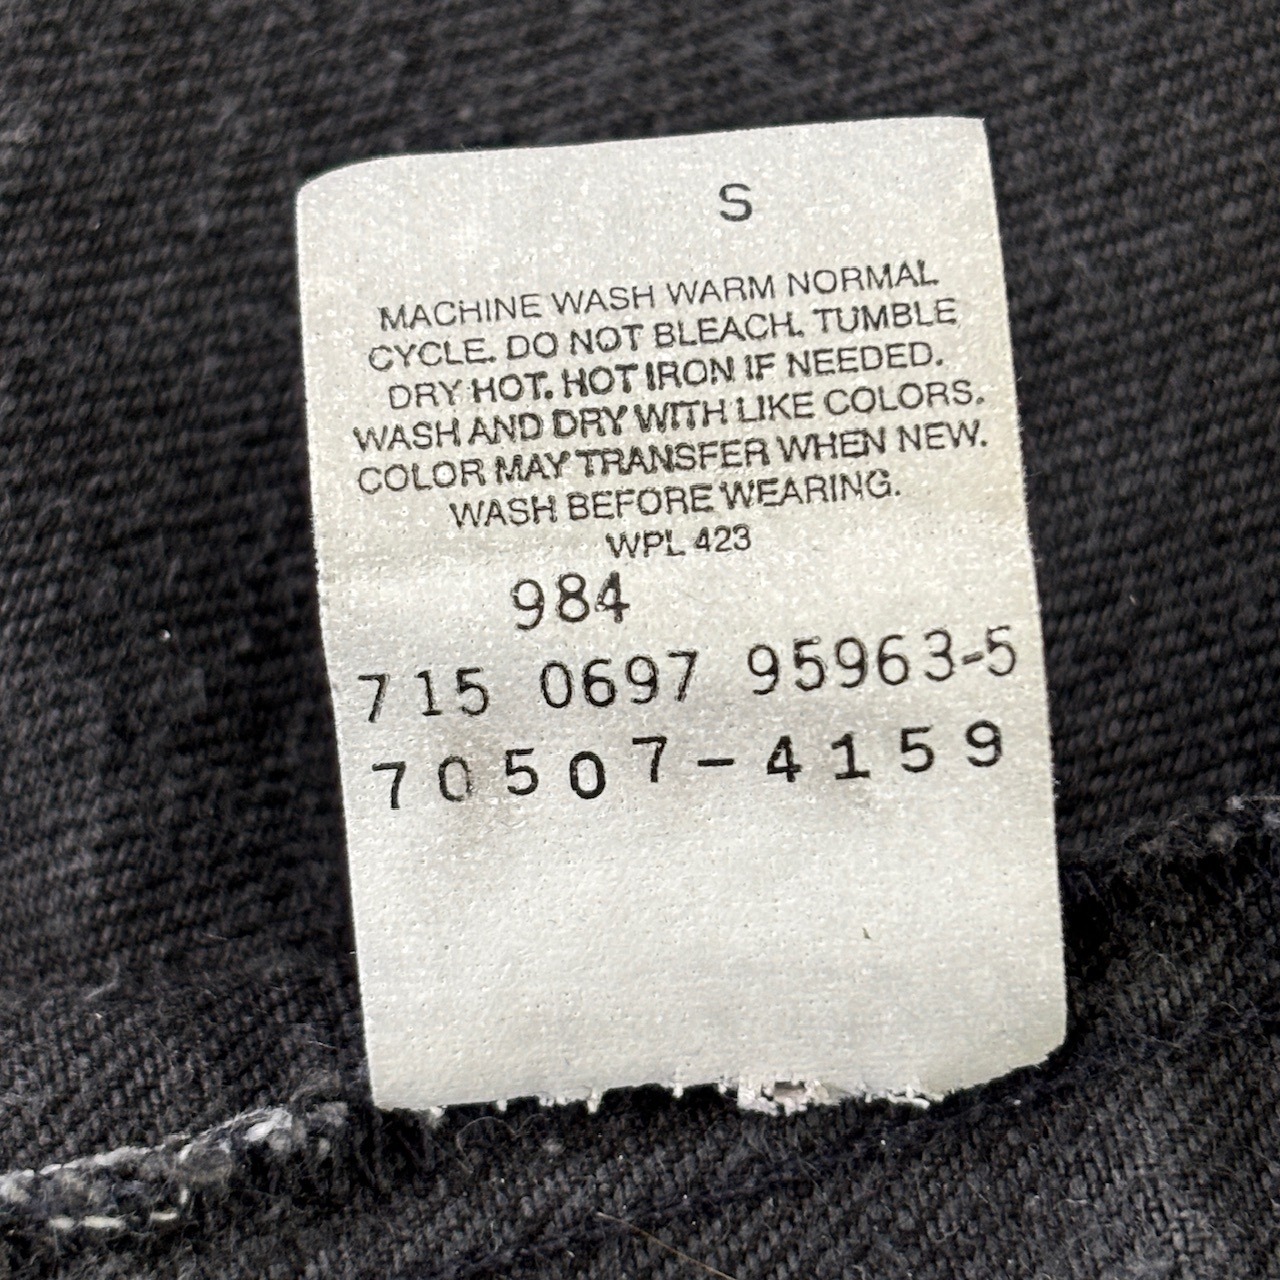 S
MACHINE WASH WARM NORMAL
CYCLE. DO NOT BLEACH. TUMBLE
DRY HOT. HOT IRON IF NEEDED.
WASH AND DRY WITH LIKE COLORS.
COLOR MAY TRANSFER WHEN NEW.
WASH BEFORE WEARING.
WPL 423
984
715 0697 95963-5
70507-4159